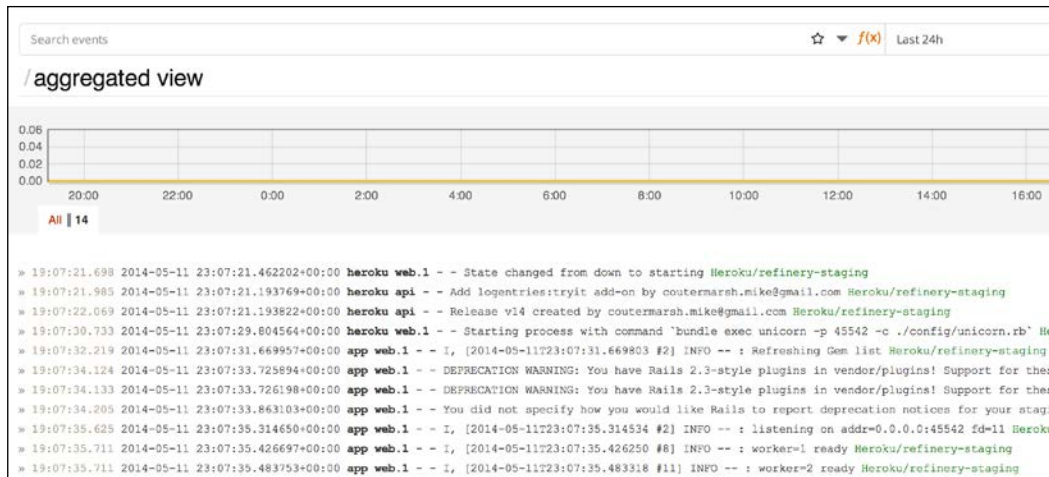 Search events
f(x) Last 24h
/aggregated view
0.06
0.04
0.02
0.00
20:00 22:00 0:00 2:00 4:00 6:00 8:00 10:00 12:00 14:00 16:00
All 14
» 19:07:21.698 2014-05-11 23:07:21.462202+00:00 heroku web.1 - - State changed from down to starting Heroku/refinery-staging
» 19:07:21.985 2014-05-11 23:07:21.193769+00:00 heroku api - - Add logentries:tryit add-on by coutermarsh.mike@gmail.com Heroku/refinery-staging
» 19:07:22.069 2014-05-11 23:07:21.193822+00:00 heroku api - - Release v14 created by coutermarsh.mike@gmail.com Heroku/refinery-staging
» 19:07:30.733 2014-05-11 23:07:29.804564+00:00 heroku web.1 - - Starting process with command `bundle exec unicorn -p 45542 -c ./config/unicorn.rb` He
» 19:07:32.219 2014-05-11 23:07:31.669957+00:00 app web.1 - - I, [2014-05-11T23:07:31.669803 #2] INFO -- : Refreshing Gem list Heroku/refinery-staging
» 19:07:34.124 2014-05-11 23:07:33.725894+00:00 app web.1 - - DEPRECATION WARNING: You have Rails 2.3-style plugins in vendor/plugins! Support for thes
» 19:07:34.133 2014-05-11 23:07:33.726198+00:00 app web.1 - - DEPRECATION WARNING: You have Rails 2.3-style plugins in vendor/plugins! Support for thes
» 19:07:34.205 2014-05-11 23:07:33.863103+00:00 app web.1 - - You did not specify how you would like Rails to report deprecation notices for your stagi
» 19:07:35.625 2014-05-11 23:07:35.314650+00:00 app web.1 - - I, [2014-05-11T23:07:35.314534 #2] INFO -- : listening on addr=0.0.0.0:45542 fd=11 Heroku
» 19:07:35.711 2014-05-11 23:07:35.426697+00:00 app web.1 - - I, [2014-05-11T23:07:35.426250 #8] INFO -- : worker=1 ready Heroku/refinery-staging
» 19:07:35.711 2014-05-11 23:07:35.483753+00:00 app web.1 - - I, [2014-05-11T23:07:35.483318 #11] INFO -- : worker=2 ready Heroku/refinery-staging